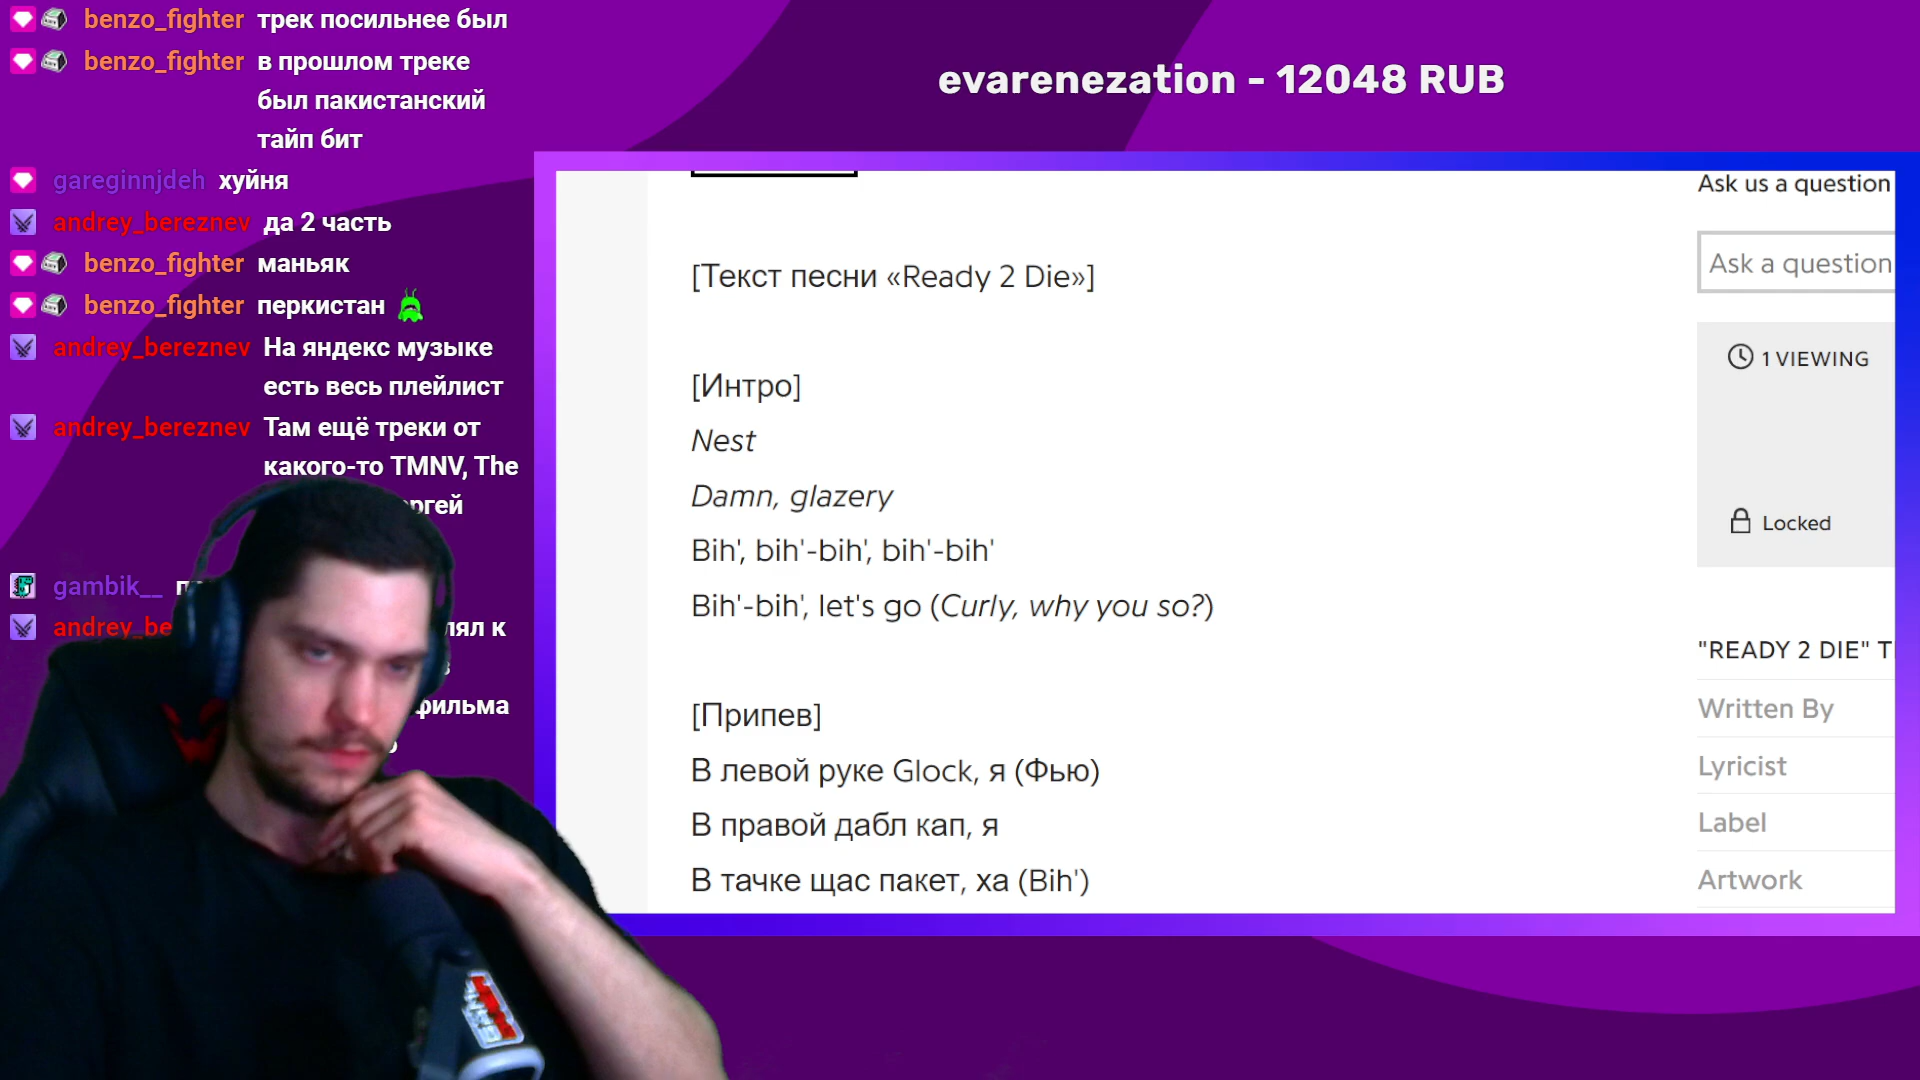 benzo_fighter трек посильнее был
benzo_fighter в прошлом треке
был пакистанский
тайп бит
gareginnjdeh хуйня
andrey_bereznev да 2 часть
benzo_fighter маньяк
benzo_fighter перкистан
andrey_bereznev На яндекс музыке
есть весь плейлист
andrey_bereznev Там ещё треки от
какого-то TMNV, The
ргей
gambik__
andrey_be лял к
фильма
evarenezation - 12048 RUB
[Текст песни «Ready 2 Die»]
[Интро]
Nest
Damn, glazery
Bih', bih'-bih', bih'-bih'
Bih'-bih', let's go (Curly, why you so?)
[Припев]
В левой руке Glock, я (Фью)
В правой дабл кап, я
В тачке щас пакет, ха (Bih')
Ask us a question
Ask a question
1 VIEWING
Locked
"READY 2 DIE" T
Written By
Lyricist
Label
Artwork